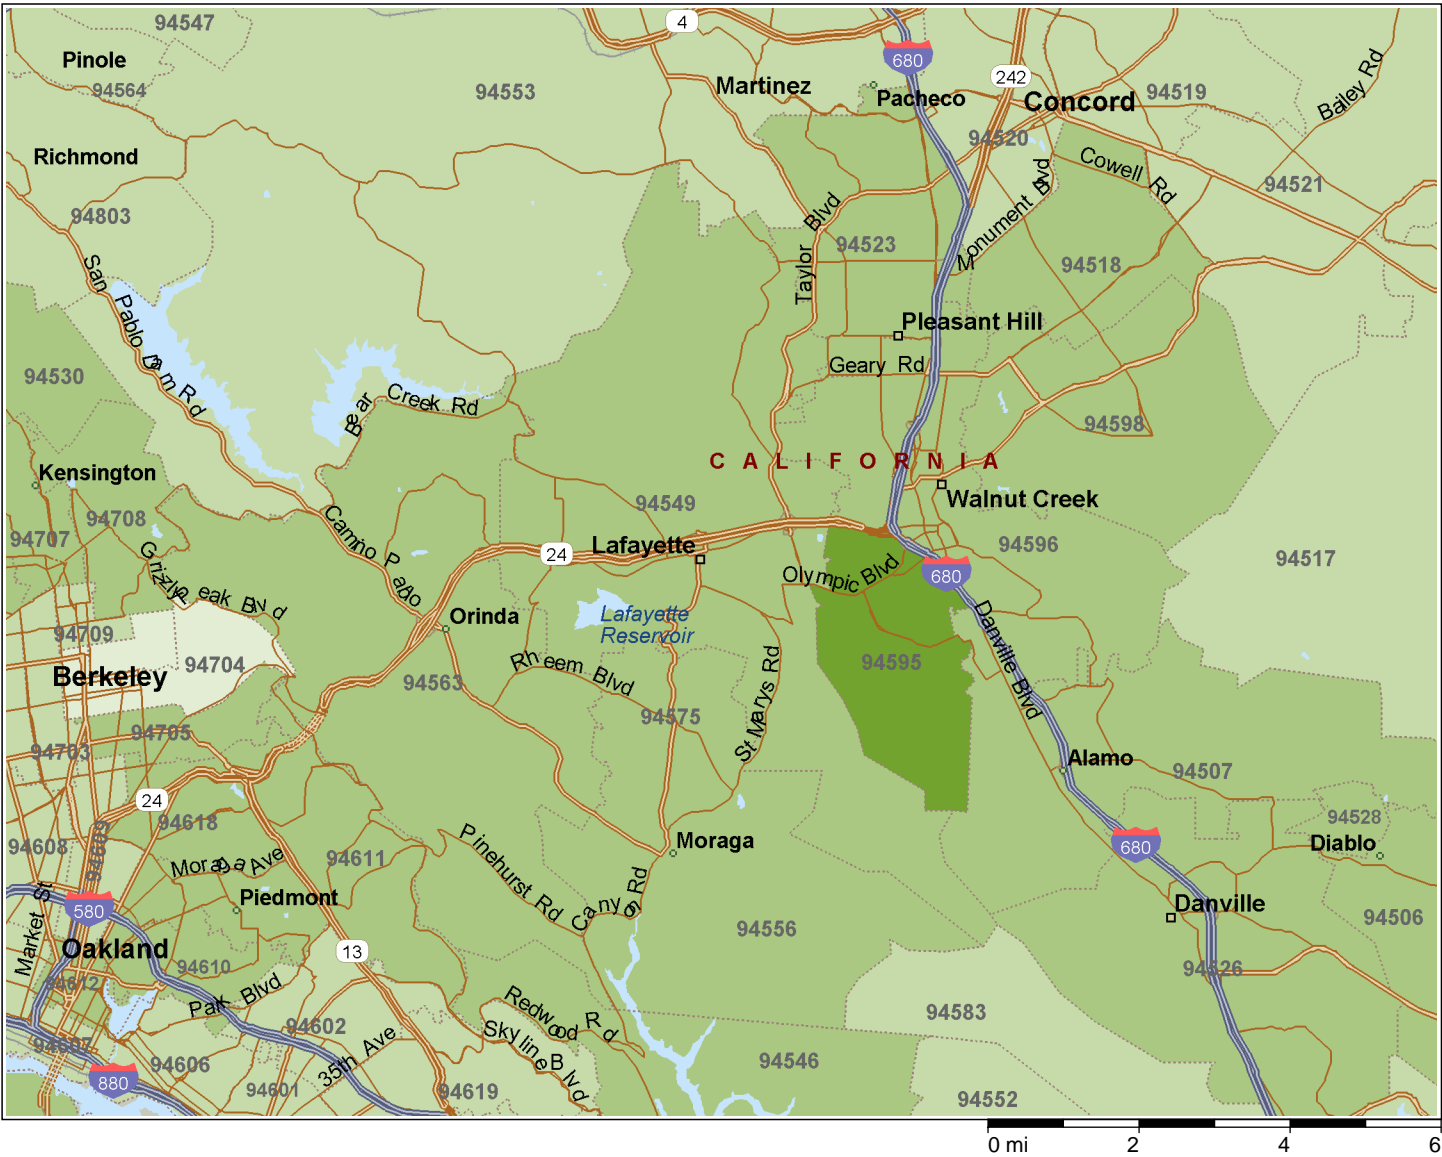 94547
4
Pinole
680
94564
94553
Martinez
242
Pacheco
Concord
94519
Bailey Rd
94520
Richmond
Cowell Rd
94521
94803
Monument Blvd
Taylor Blvd
94523
94518
San Pablo Dam Rd
Pleasant Hill
Geary Rd
94530
Bear Creek Rd
94598
CALIFORNIA
Kensington
94549
Walnut Creek
94708
94707
Camino Pablo
24
Lafayette
94596
94517
Grizzly Peak Blvd
Olympic Blvd
680
Lafayette
Reservoir
Orinda
Danville Blvd
94709
94704
Berkeley
94563
Rheem Blvd
94595
94575
St Marys Rd
94705
94703
Alamo
94507
24
94618
94528
94608
94609
94611
Pinehurst Rd
Moraga
680
Diablo
Moraga Ave
Piedmont
Canyon Rd
Danville
580
Market St
94506
94556
Oakland
13
94610
94526
94612
Park Blvd
Redwood Rd
94583
94602
Skyline Blvd
94607
35th Ave
94606
94546
880
94601
94619
94552
0 mi 2 4 6